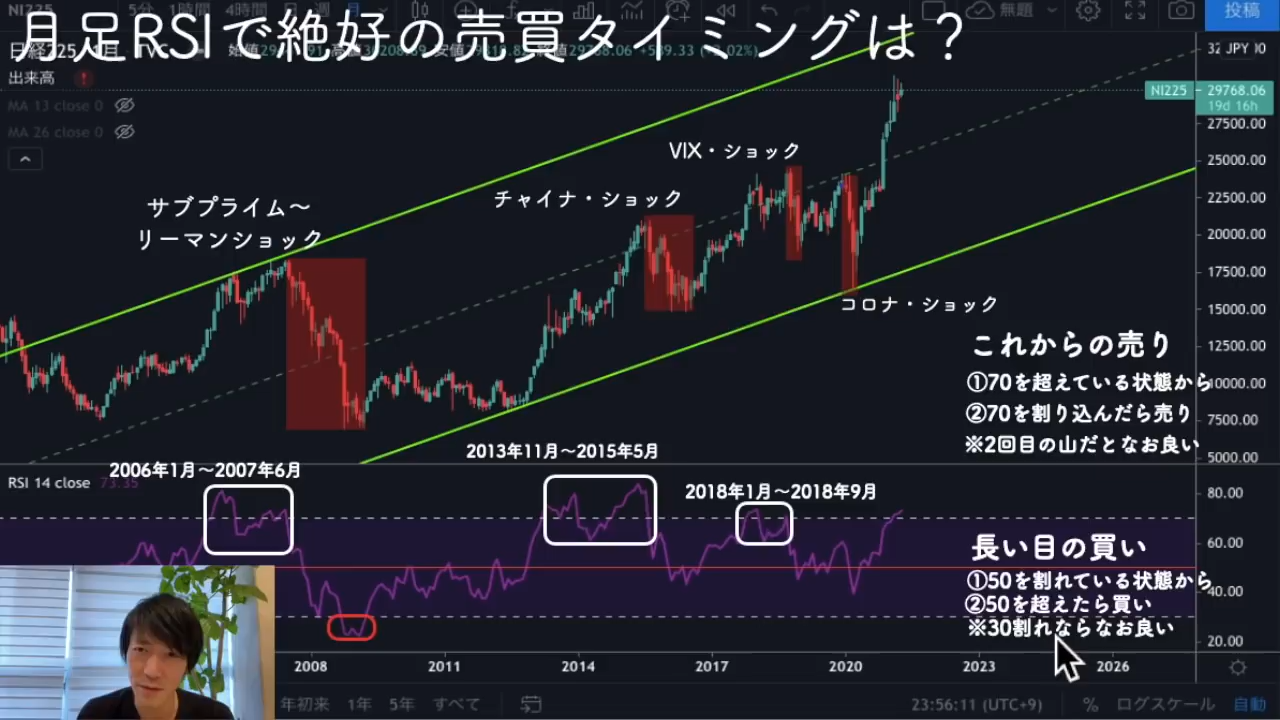 月足RSIで絶好の売買タイミングは？
無題
投稿
日経225
出来高
MA 13 close 0
MA 26 close 0
JPY
NI225
29768.06
19d 16h
27500.00
25000.00
22500.00
20000.00
17500.00
15000.00
12500.00
10000.00
7500.00
5000.00
VIX・ショック
チャイナ・ショック
サブプライム～
リーマンショック
コロナ・ショック
これからの売り
①70を超えている状態から
②70を割り込んだら売り
※2回目の山だとなお良い
2013年11月～2015年5月
2006年1月～2007年6月
2018年1月～2018年9月
RSI 14 close 73.35
80.00
60.00
40.00
20.00
長い目の買い
①50を割れている状態から
②50を超えたら買い
※30割れならなお良い
2008 2011 2014 2017 2020 2023 2026
年初来 1年 5年 すべて
23:56:11 (UTC+9) % ログスケール 自動